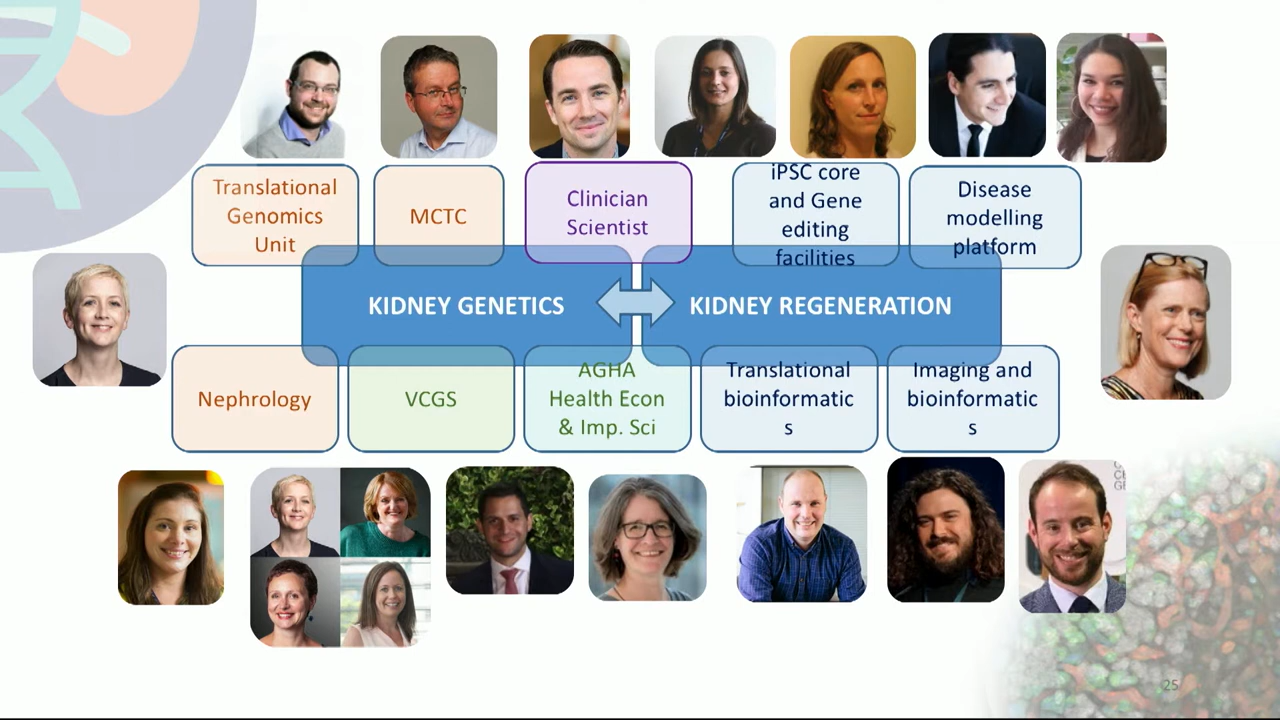 Translational
Genomics
Unit
MCTC
Clinician
Scientist
iPSC core
and Gene
editing
facilities
Disease
modelling
platform
KIDNEY GENETICS
KIDNEY REGENERATION
Nephrology
VCGS
AGHA
Health Econ
& Imp. Sci
Translational
bioinformatic
s
Imaging and
bioinformatic
s
25